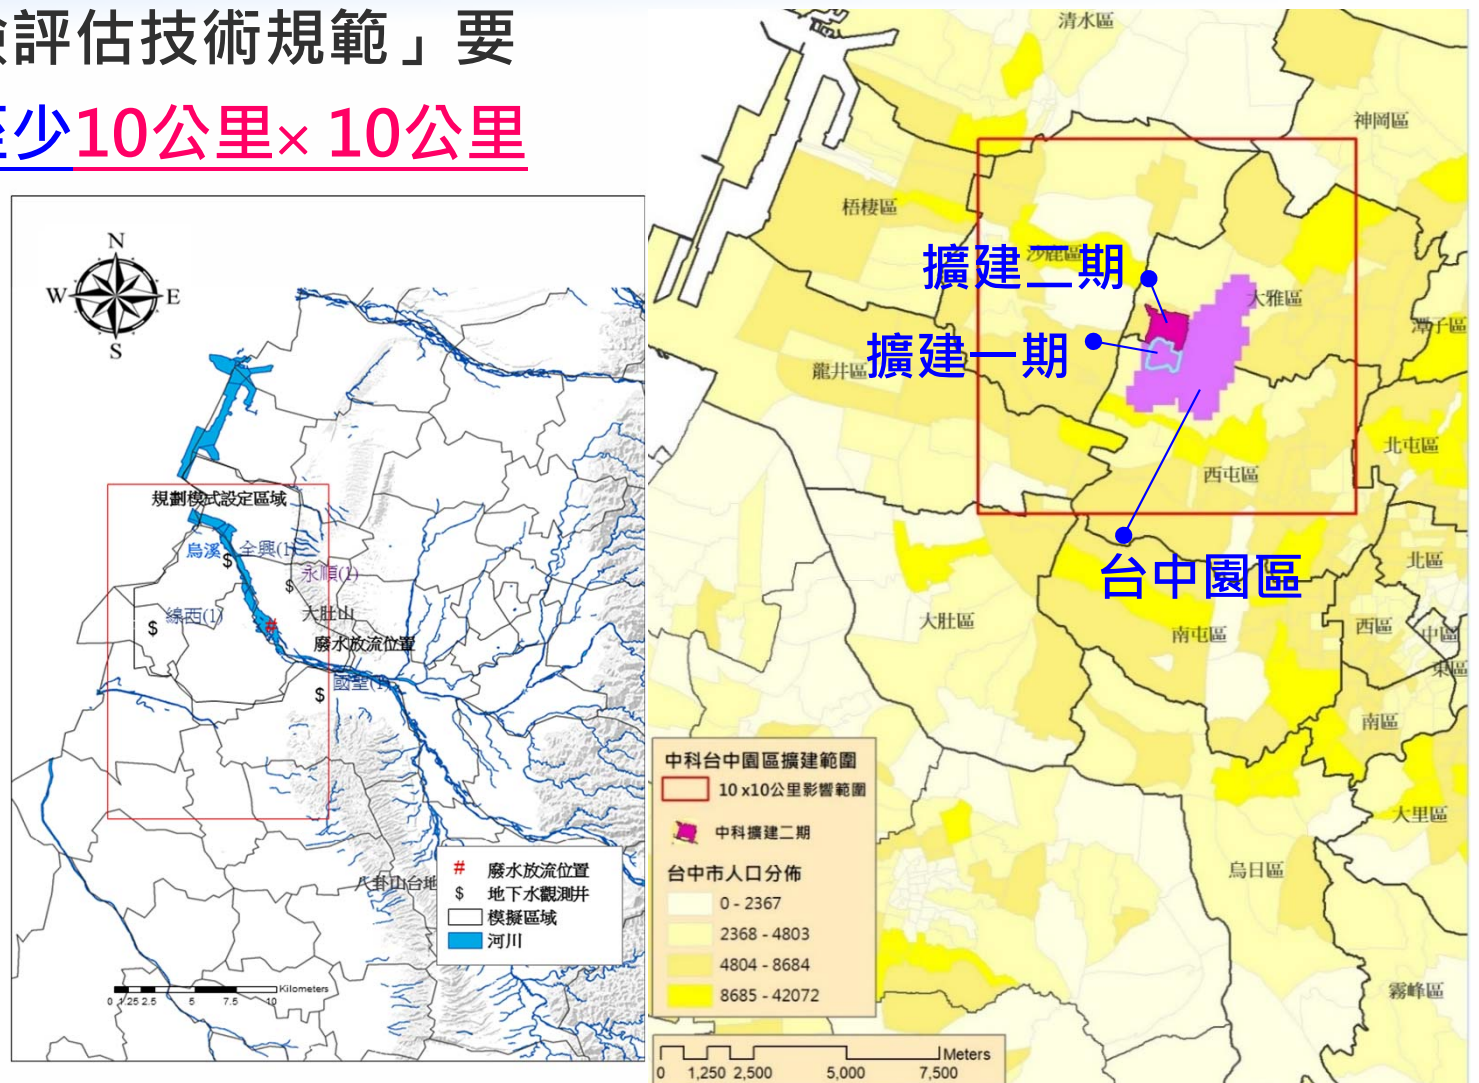 險評估技術規範」要
至少10公里× 10公里
N
W
E
S
規劃模式設定區域
烏溪
全興(1)
$
永順(1)
$
線西(1)
$
大肚山
#
廢水放流位置
國聖(1)
$
八卦山台地
# 廢水放流位置
$ 地下水觀測井
模擬區域
河川
Kilometers
0 1.25 2.5 5 7.5 10
清水區
神岡區
梧棲區
沙鹿區
擴建二期
大雅區
潭子區
擴建一期
龍井區
北屯區
西屯區
台中園區
北區
大肚區
南屯區
西區
中區
東區
南區
大里區
烏日區
霧峰區
中科台中園區擴建範圍
10 x10公里影響範圍
中科擴建二期
台中市人口分佈
0 - 2367
2368 - 4803
4804 - 8684
8685 - 42072
Meters
0 1,250 2,500 5,000 7,500